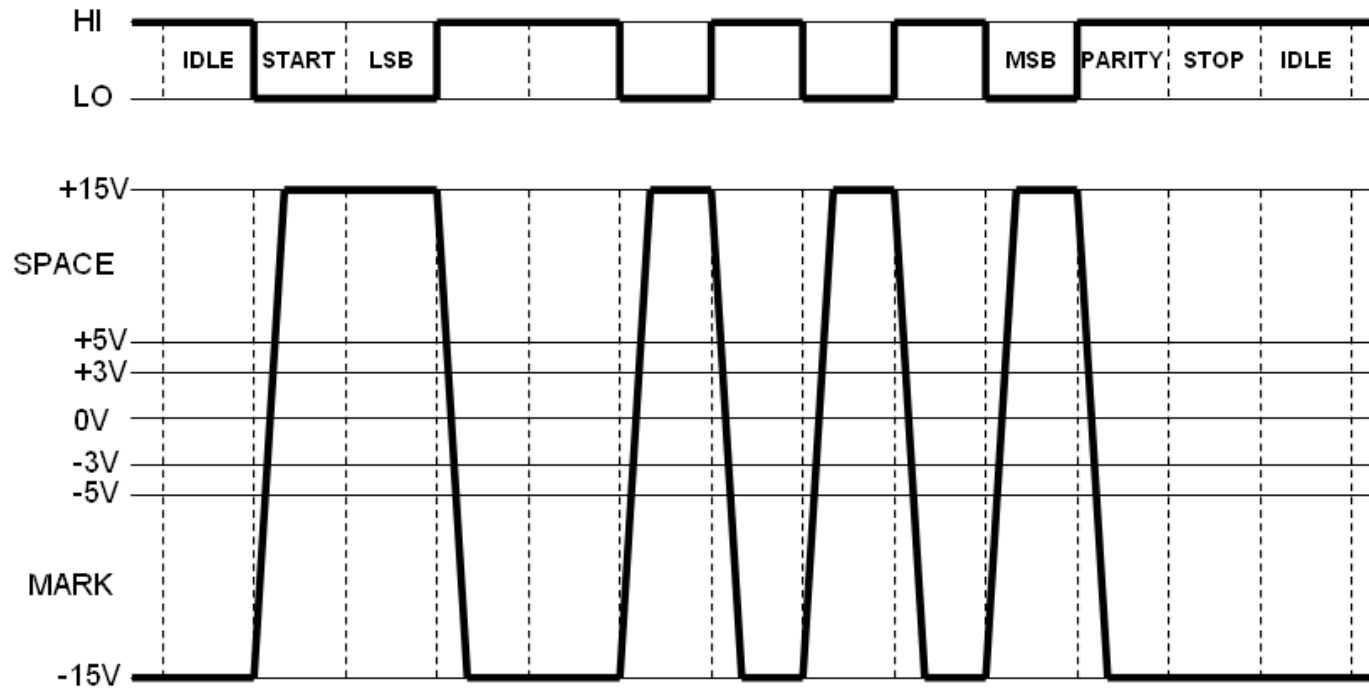 HI
IDLE START LSB MSB PARITY STOP IDLE
LO
+15V
SPACE
+5V
+3V
0V
-3V
-5V
MARK
-15V